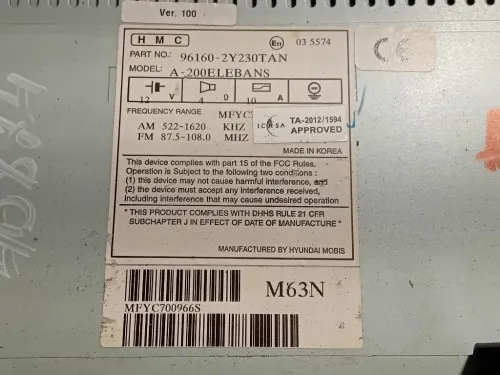 Ver. 100
HMC
En
03 5574
PART NO.: 96160-2Y230TAN
MODEL: A-200ELEBANS
12 V
4 Ω
10 A
FREQUENCY RANGE
MFYC
AM 522-1620 KHZ
FM 87.5-108.0 MHZ
ICASA
TA-2012/1594
APPROVED
MADE IN KOREA
This device complies with part 15 of the FCC Rules.
Operation is Subject to the following two conditions :
(1) this device may not cause harmful interference, and
(2) the device must accept any interference received,
including interference that may cause undesired operation
* THIS PRODUCT COMPLIES WITH DHHS RULE 21 CFR
SUBCHAPTER J IN EFFECT OF DATE OF MANUFACTURE *
MANUFACTURED BY HYUNDAI MOBIS
M63N
MFYC700966S
CE